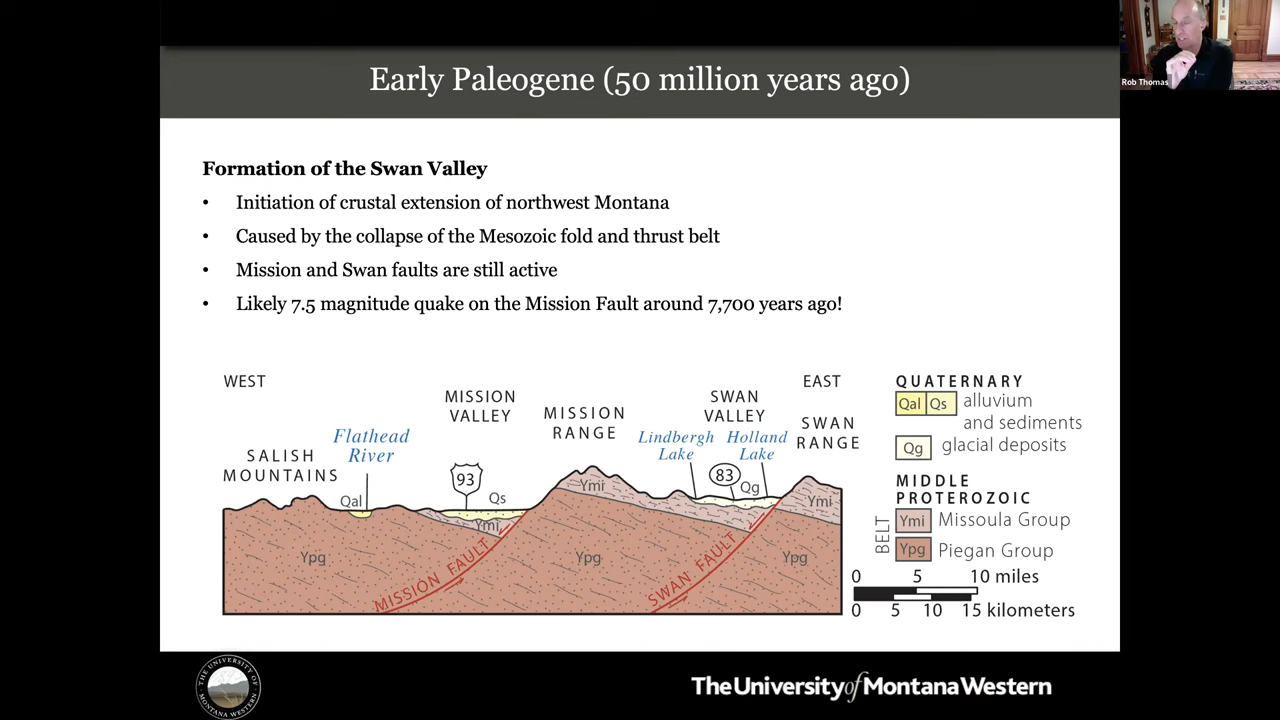 Early Paleogene (50 million years ago)
Rob Thomas
Formation of the Swan Valley
• Initiation of crustal extension of northwest Montana
• Caused by the collapse of the Mesozoic fold and thrust belt
• Mission and Swan faults are still active
• Likely 7.5 magnitude quake on the Mission Fault around 7,700 years ago!
WEST
EAST
MISSION
VALLEY
MISSION
RANGE
SWAN
VALLEY
SWAN
RANGE
SALISH
MOUNTAINS
Flathead
River
Lindbergh
Lake
Holland
Lake
93
83
Qal
Qs
Qg
Ymi
Ymi
Ymi
Ypg
Ypg
Ypg
MISSION FAULT
SWAN FAULT
QUATERNARY
Qal Qs alluvium
and sediments
Qg glacial deposits
MIDDLE
PROTEROZOIC
BELT
Ymi Missoula Group
Ypg Piegan Group
0 5 10 miles
0 5 10 15 kilometers
THE UNIVERSITY OF
MONTANA WESTERN
The University of Montana Western